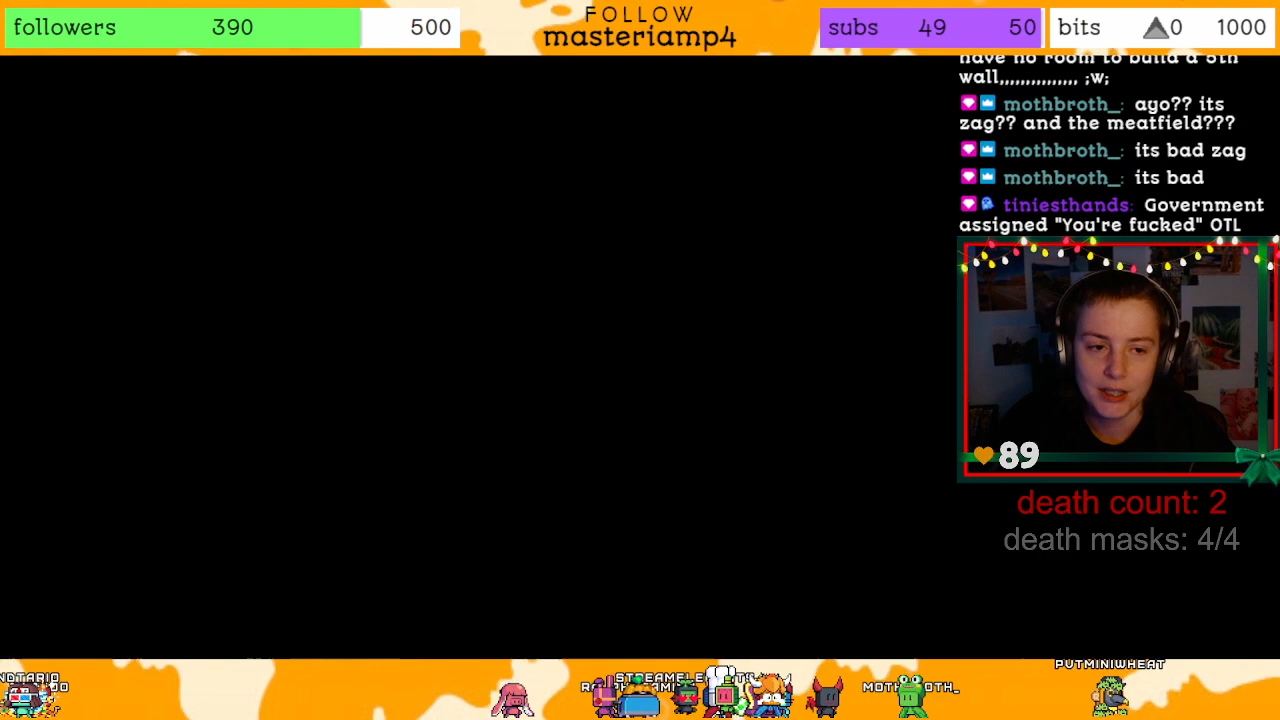 followers 390 500
FOLLOW
masteriamp4
subs 49 50
bits 0 1000
have no room to build a 5th
wall,,,,,,,,,,,,,,, ;w;
mothbroth_: ayo?? its
zag?? and the meatfield???
mothbroth_: its bad zag
mothbroth_: its bad
tiniesthands: Government
assigned "You're fucked" OTL
89
death count: 2
death masks: 4/4
PUTMINIWHEAT